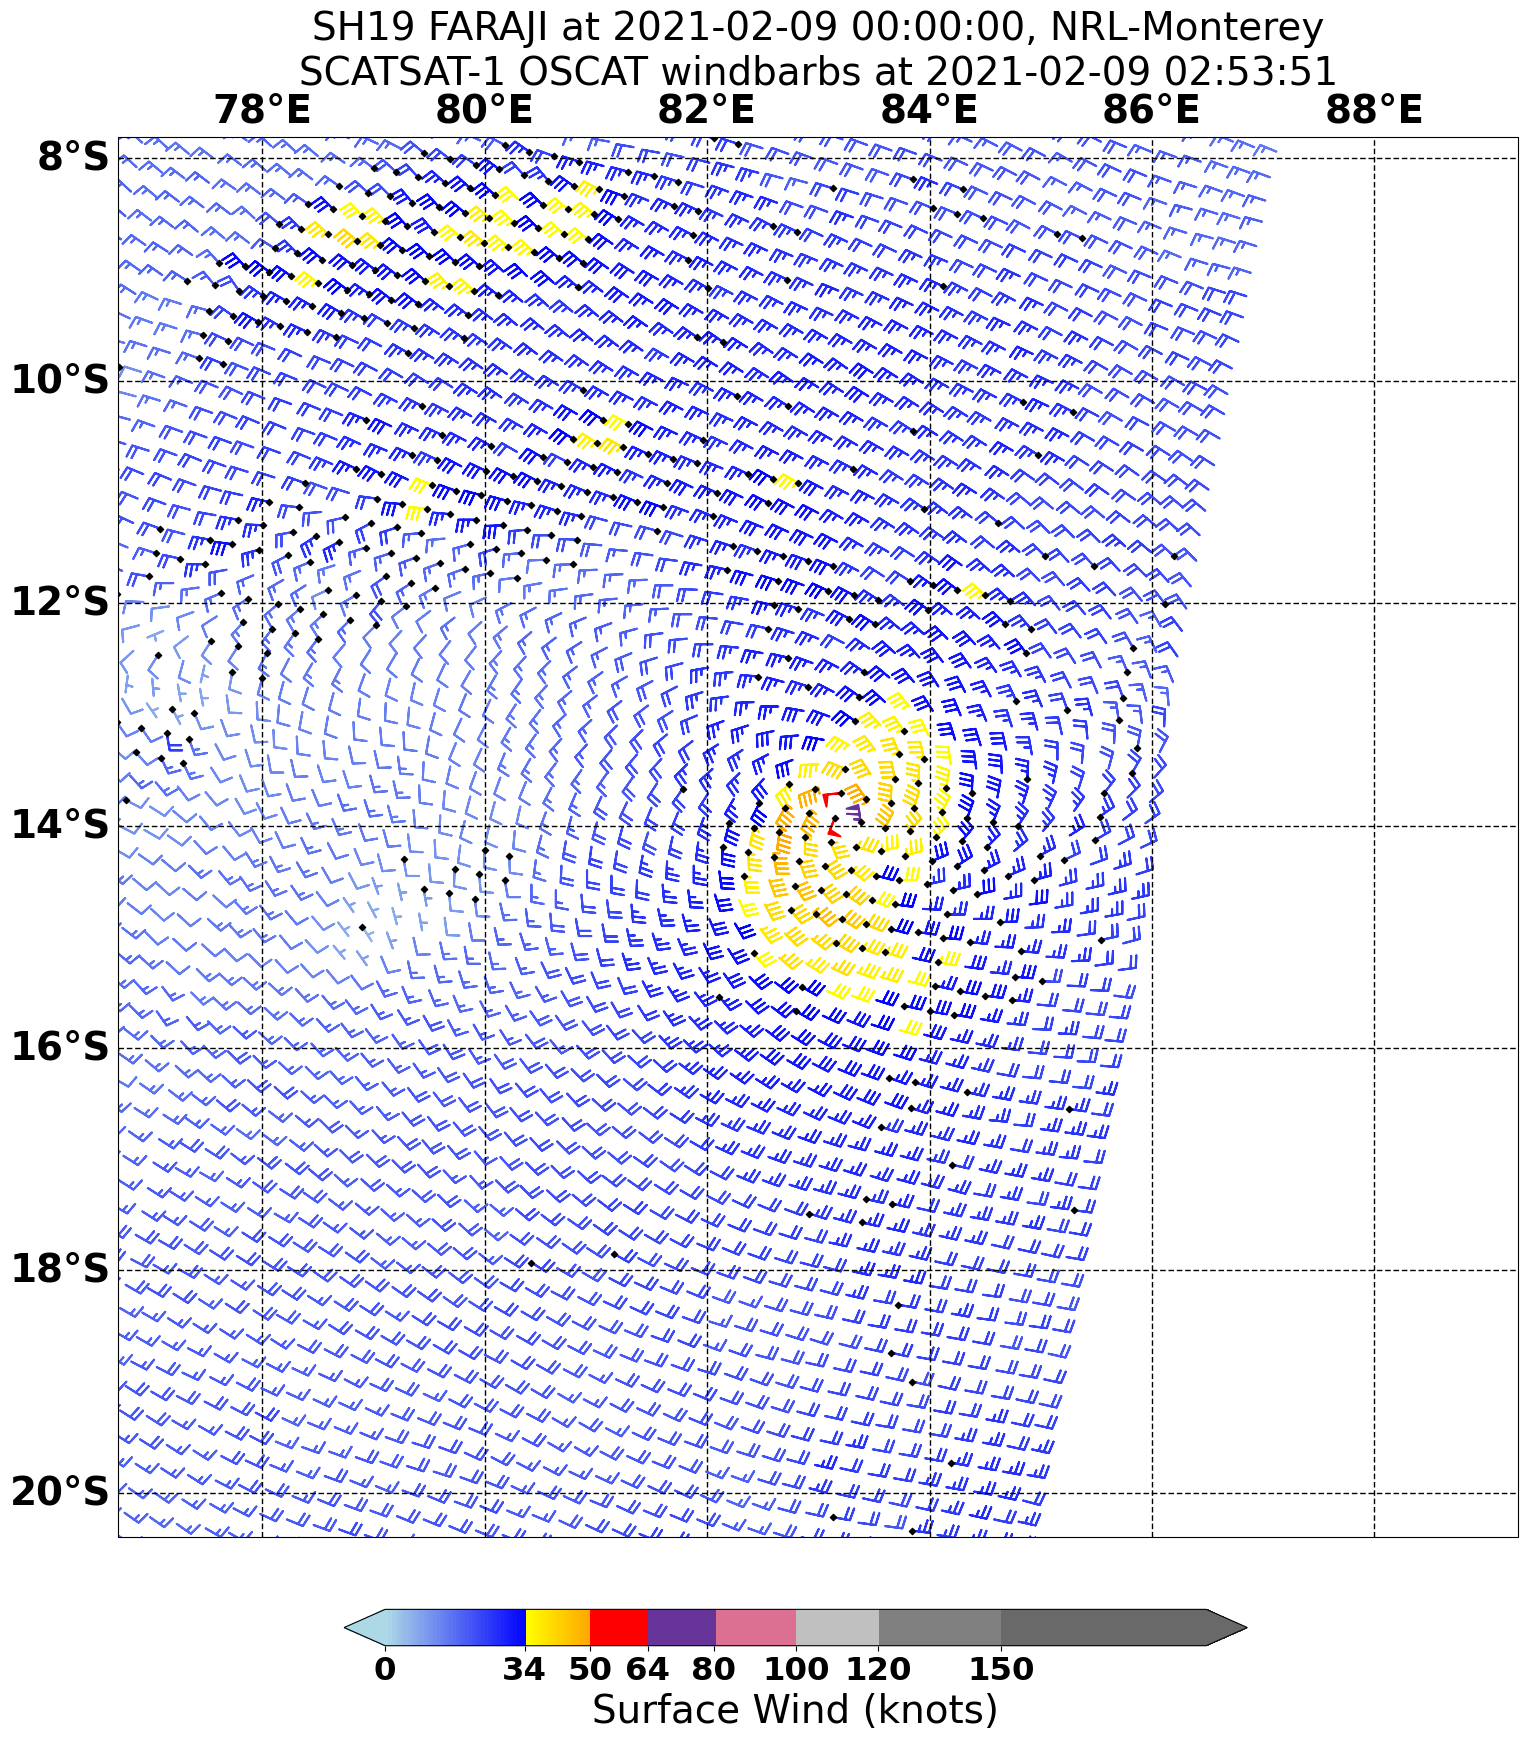 SH19 FARAJI at 2021-02-09 00:00:00, NRL-Monterey
SCATSAT-1 OSCAT windbarbs at 2021-02-09 02:53:51
78°E 80°E 82°E 84°E 86°E 88°E
8°S
10°S
12°S
14°S
16°S
18°S
20°S
0 34 50 64 80 100 120 150
Surface Wind (knots)